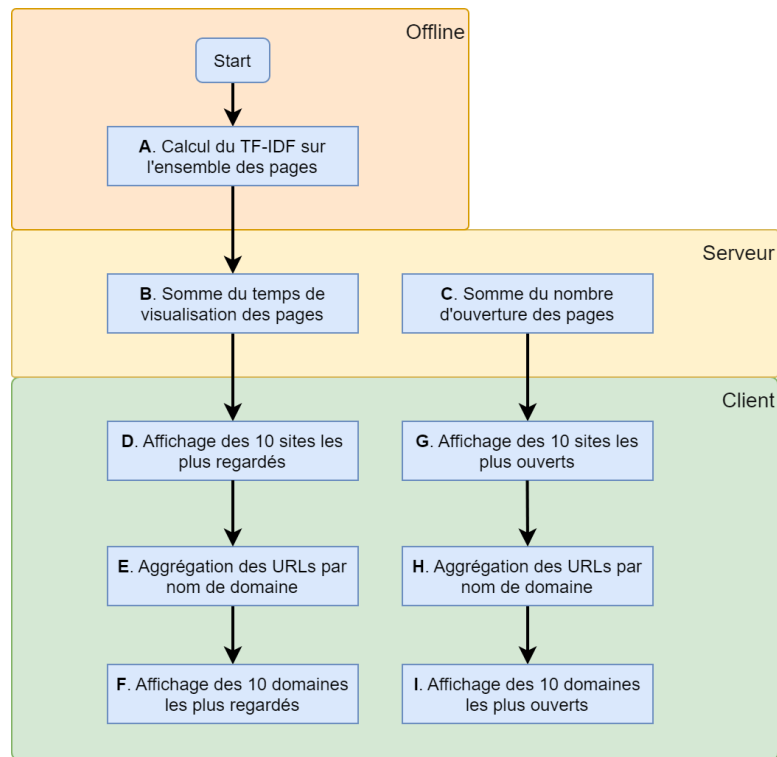 Offline
Start
A. Calcul du TF-IDF sur
l'ensemble des pages
Serveur
B. Somme du temps de
visualisation des pages
C. Somme du nombre
d'ouverture des pages
Client
D. Affichage des 10 sites les
plus regardés
G. Affichage des 10 sites les
plus ouverts
E. Aggrégation des URLs par
nom de domaine
H. Aggrégation des URLs par
nom de domaine
F. Affichage des 10 domaines
les plus regardés
I. Affichage des 10 domaines
les plus ouverts